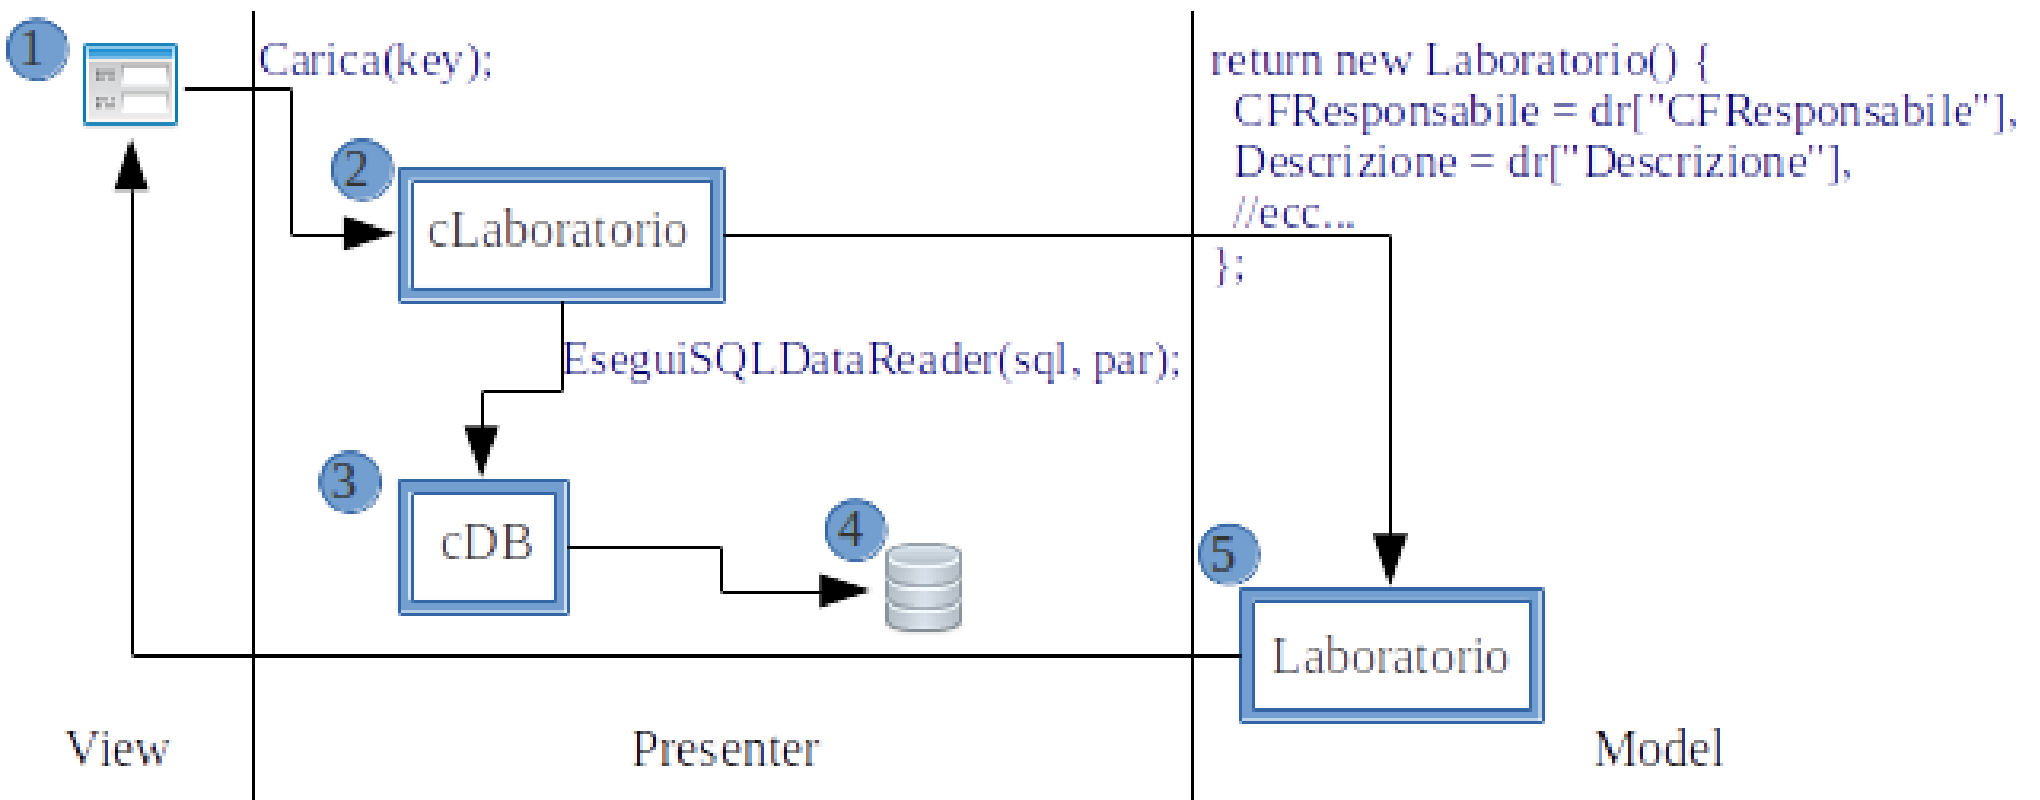 1
Carica(key);
return new Laboratorio() {
CFResponsabile = dr["CFResponsabile"],
Descrizione = dr["Descrizione"],
//ecc...
};
2
cLaboratorio
EseguiSQLDataReader(sql, par);
3
cDB
4
5
Laboratorio
View
Presenter
Model